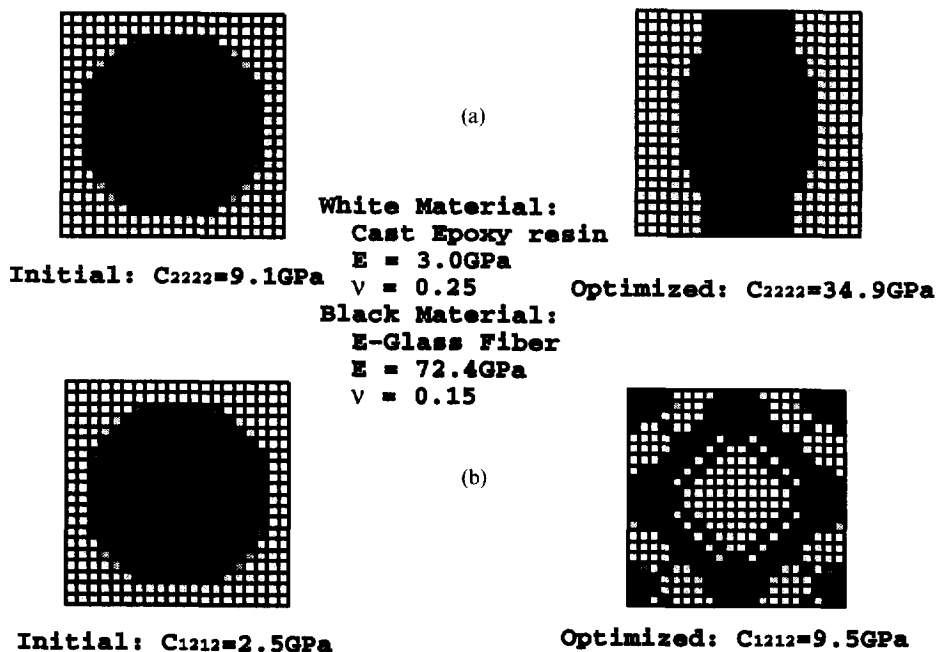 (a)
White Material:
Cast Epoxy resin
E = 3.0GPa
ν = 0.25
Initial: C2222=9.1GPa
Optimized: C2222=34.9GPa
Black Material:
E-Glass Fiber
E = 72.4GPa
ν = 0.15
(b)
Initial: C1212=2.5GPa
Optimized: C1212=9.5GPa